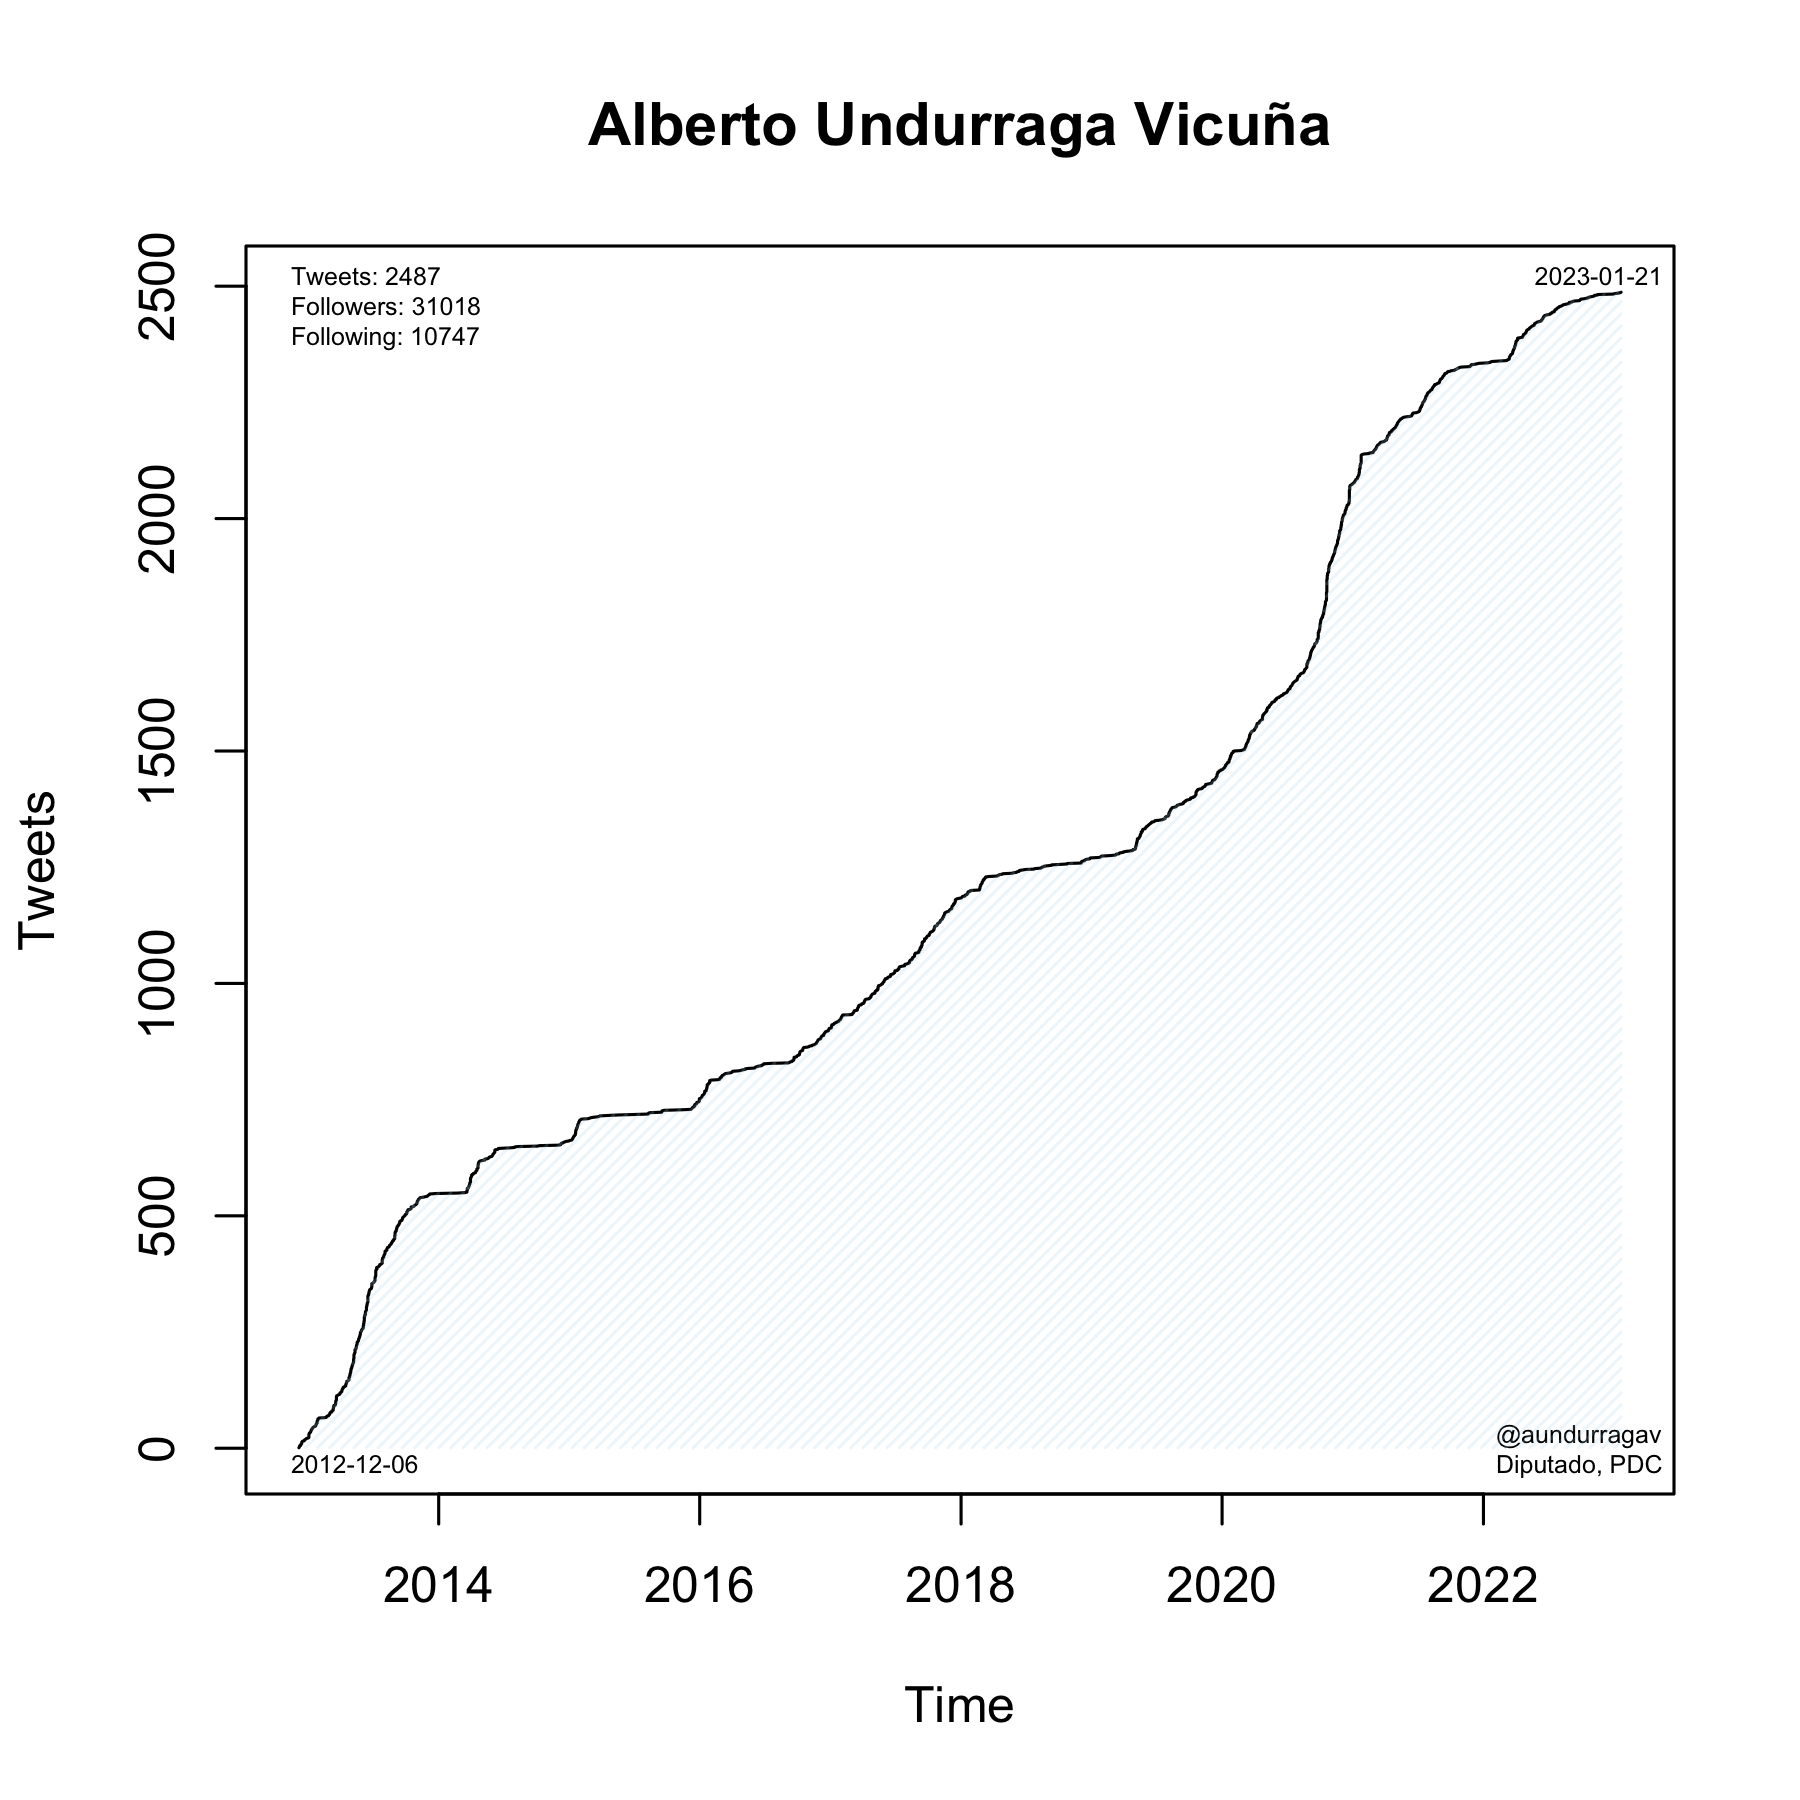 Alberto Undurraga Vicuña
Tweets: 2487
Followers: 31018
Following: 10747
2023-01-21
2500
2000
1500
1000
500
0
Tweets
@aundurragav
Diputado, PDC
2012-12-06
2014
2016
2018
2020
2022
Time